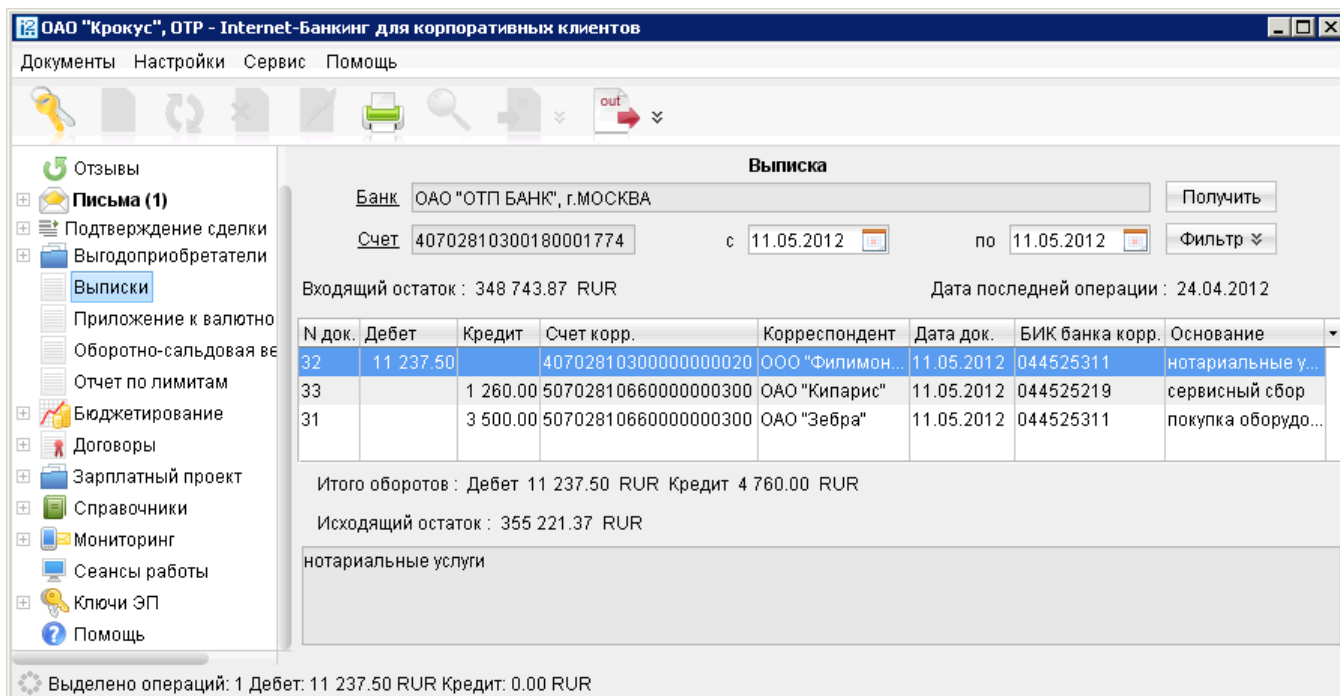 ОАО "Крокус", OTP - Internet-Банкинг для корпоративных клиентов
Документы Настройки Сервис Помощь
in out
Отзывы
Письма (1)
Подтверждение сделки
Выгодоприобретатели
Выписки
Приложение к валютно
Оборотно-сальдовая ве
Отчет по лимитам
Бюджетирование
Договоры
Зарплатный проект
Справочники
Мониторинг
Сеансы работы
Ключи ЭП
Помощь
Выписка
Банк ОАО "ОТП БАНК", г.МОСКВА Получить
Счет 40702810300180001774 с 11.05.2012 по 11.05.2012 Фильтр
Входящий остаток : 348 743.87 RUR Дата последней операции : 24.04.2012
N док. Дебет Кредит Счет корр. Корреспондент Дата док. БИК банка корр. Основание
32 11 237.50 40702810300000000020 ООО "Филимон... 11.05.2012 044525311 нотариальные у...
33 1 260.00 50702810660000000300 ОАО "Кипарис" 11.05.2012 044525219 сервисный сбор
31 3 500.00 50702810660000000300 ОАО "Зебра" 11.05.2012 044525311 покупка оборудо...
Итого оборотов : Дебет 11 237.50 RUR Кредит 4 760.00 RUR
Исходящий остаток : 355 221.37 RUR
нотариальные услуги
Выделено операций: 1 Дебет: 11 237.50 RUR Кредит: 0.00 RUR